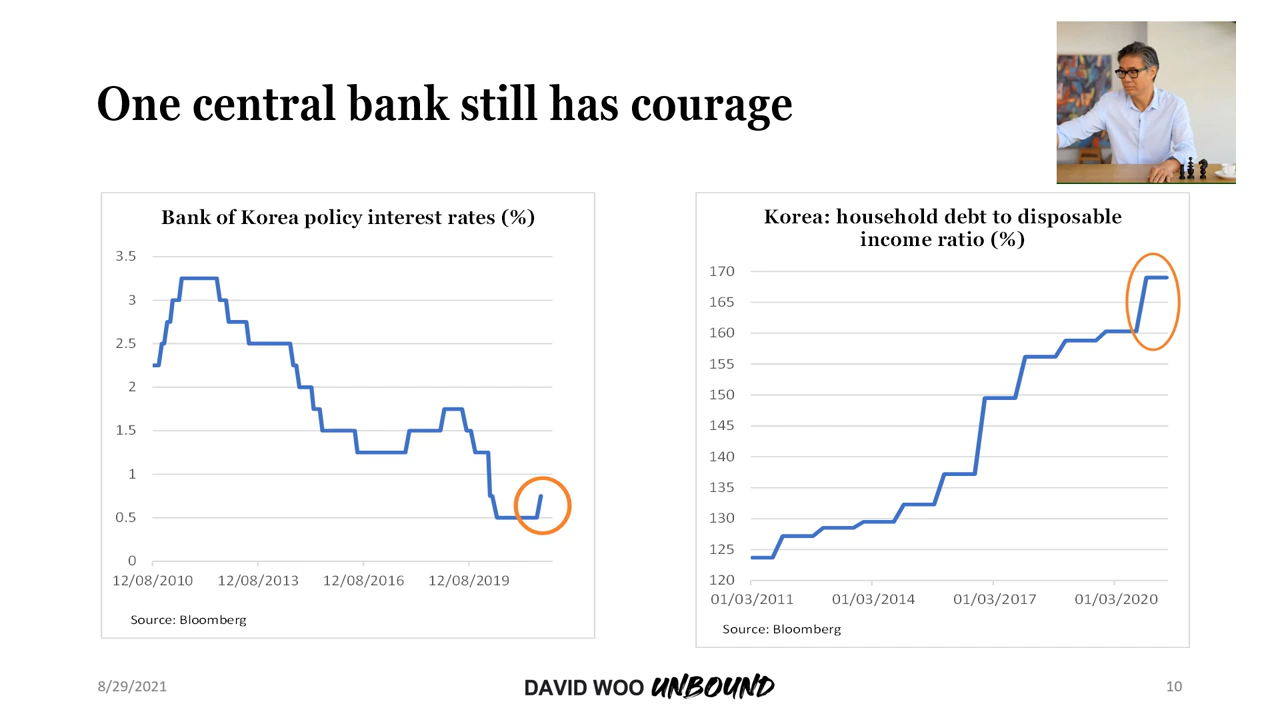 One central bank still has courage
Bank of Korea policy interest rates (%)
3.5
3
2.5
2
1.5
1
0.5
0
12/08/2010 12/08/2013 12/08/2016 12/08/2019
Source: Bloomberg
Korea: household debt to disposable
income ratio (%)
170
165
160
155
150
145
140
135
130
125
120
01/03/2011 01/03/2014 01/03/2017 01/03/2020
Source: Bloomberg
8/29/2021
DAVID WOO UNBOUND
10